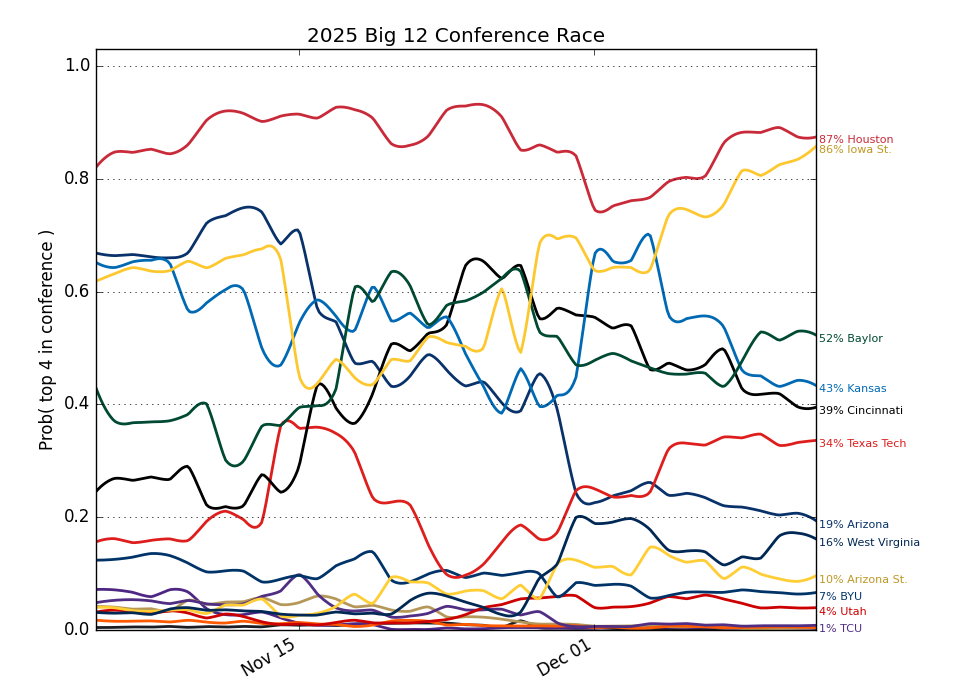 2025 Big 12 Conference Race
Prob( top 4 in conference )
1.0
0.8
0.6
0.4
0.2
0.0
Nov 15
Dec 01
87% Houston
86% Iowa St.
52% Baylor
43% Kansas
39% Cincinnati
34% Texas Tech
19% Arizona
16% West Virginia
10% Arizona St.
7% BYU
4% Utah
1% TCU